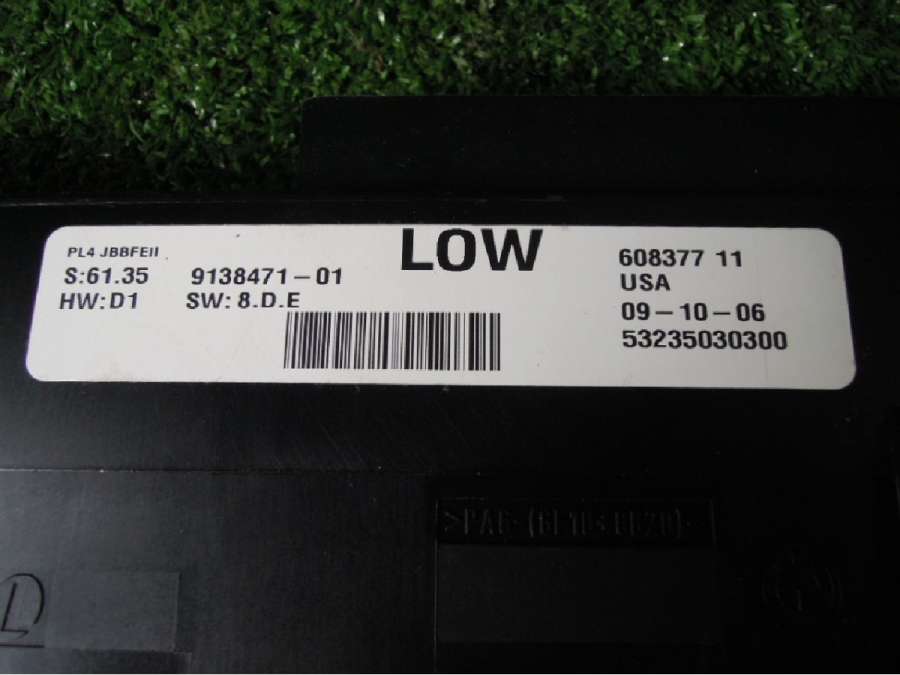 LOW
PL4 JBBFEII
S:61.35 9138471-01
HW:D1 SW: 8.D.E
608377 11
USA
09-10-06
53235030300
L